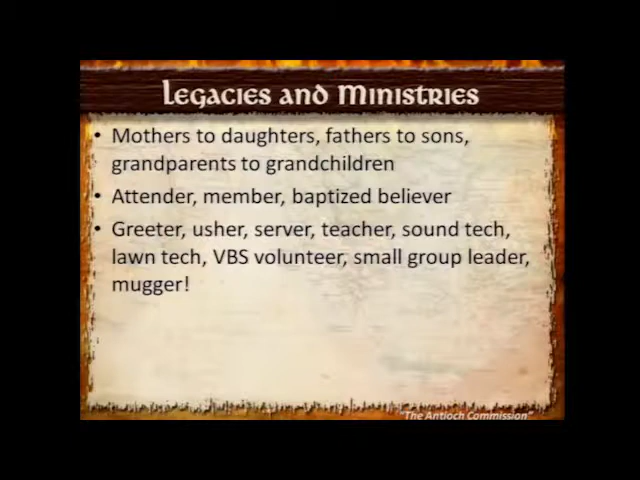 Legacies and Ministries
• Mothers to daughters, fathers to sons,
grandparents to grandchildren
• Attender, member, baptized believer
• Greeter, usher, server, teacher, sound tech,
lawn tech, VBS volunteer, small group leader,
mugger!
"The Antioch Commission"